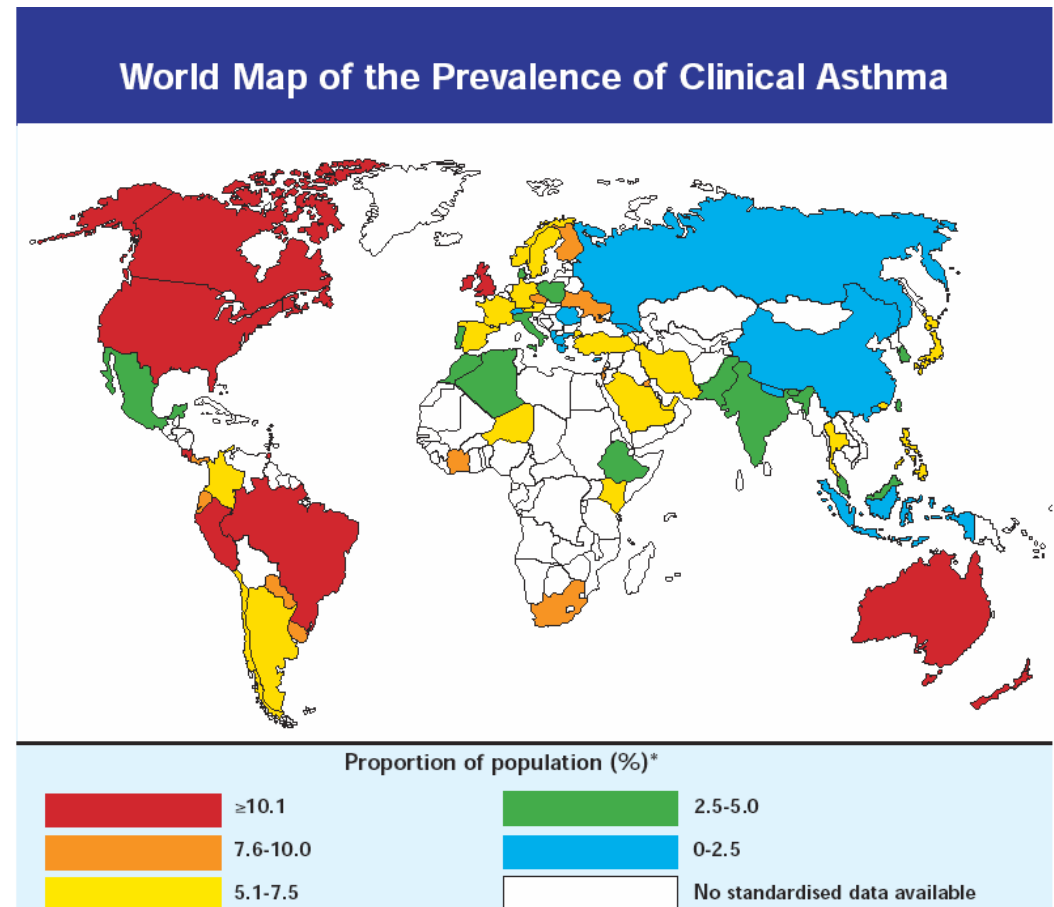 World Map of the Prevalence of Clinical Asthma
Proportion of population (%)*
≥10.1
7.6-10.0
5.1-7.5
2.5-5.0
0-2.5
No standardised data available